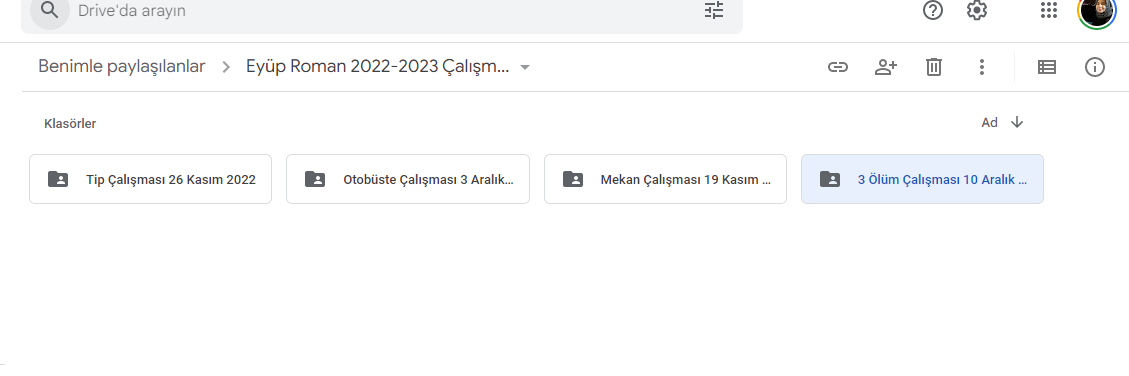 Drive'da arayın
Benimle paylaşılanlar > Eyüp Roman 2022-2023 Çalışm...
Klasörler
Ad
Tip Çalışması 26 Kasım 2022
Otobüste Çalışması 3 Aralık...
Mekan Çalışması 19 Kasım ...
3 Ölüm Çalışması 10 Aralık ...